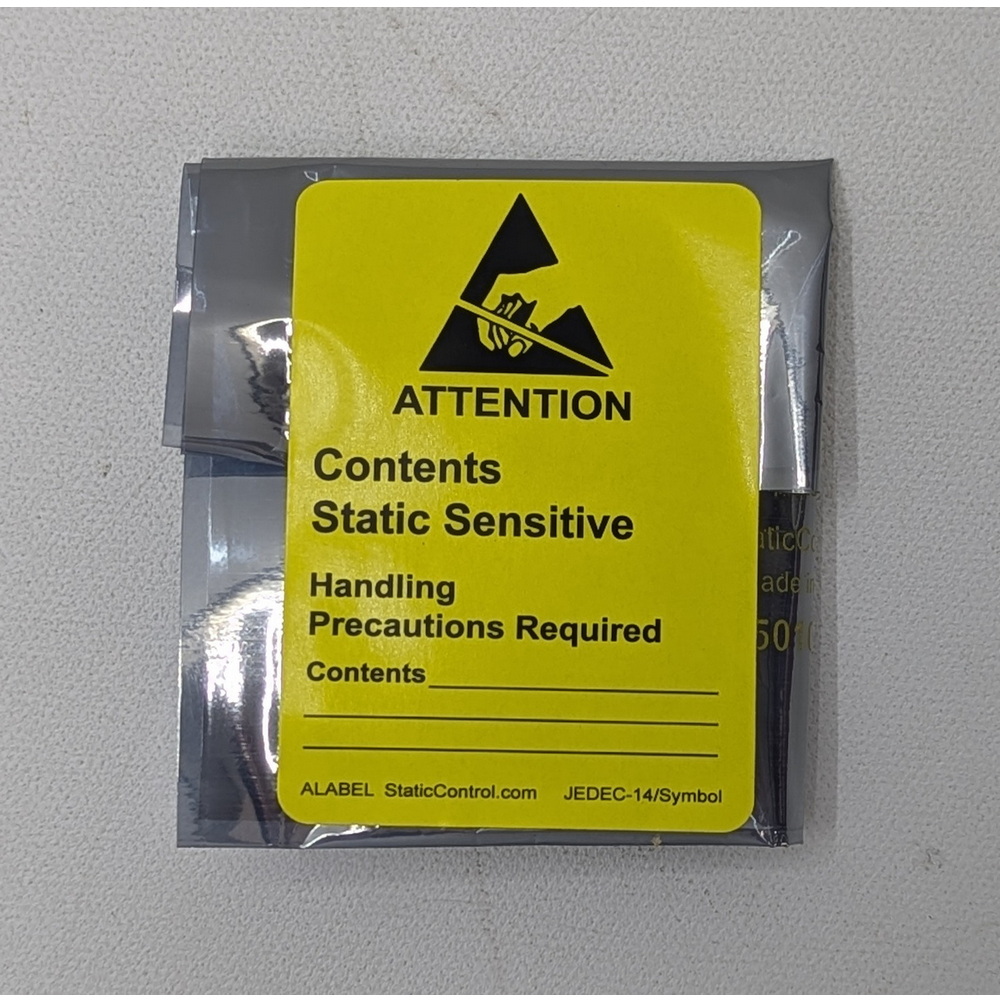 ATTENTION
Contents
Static Sensitive
Handling
Precautions Required
Contents
ALABEL StaticControl.com JEDEC-14/Symbol